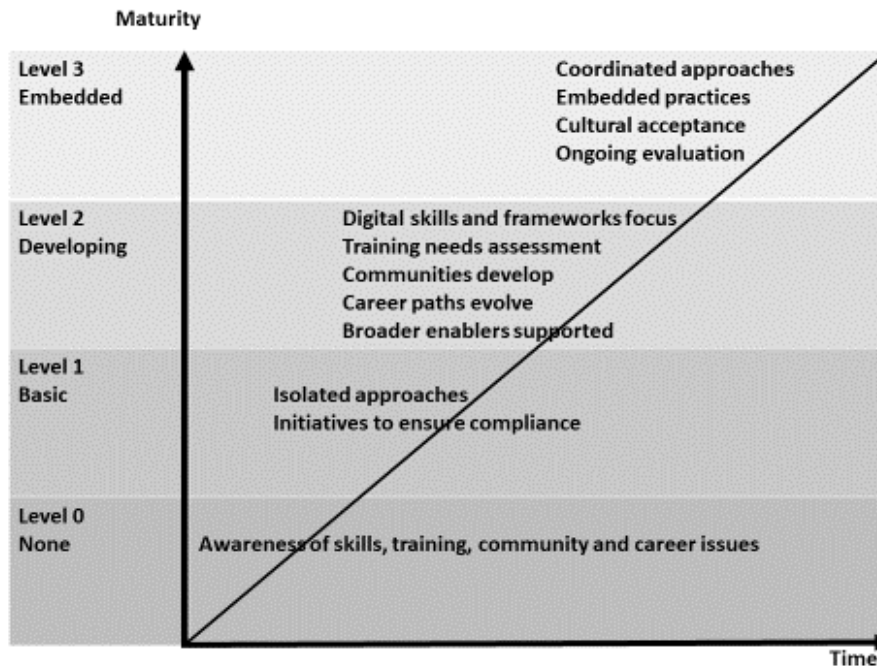 Maturity
Level 3
Embedded
Coordinated approaches
Embedded practices
Cultural acceptance
Ongoing evaluation
Level 2
Developing
Digital skills and frameworks focus
Training needs assessment
Communities develop
Career paths evolve
Broader enablers supported
Level 1
Basic
Isolated approaches
Initiatives to ensure compliance
Level 0
None
Awareness of skills, training, community and career issues
Time